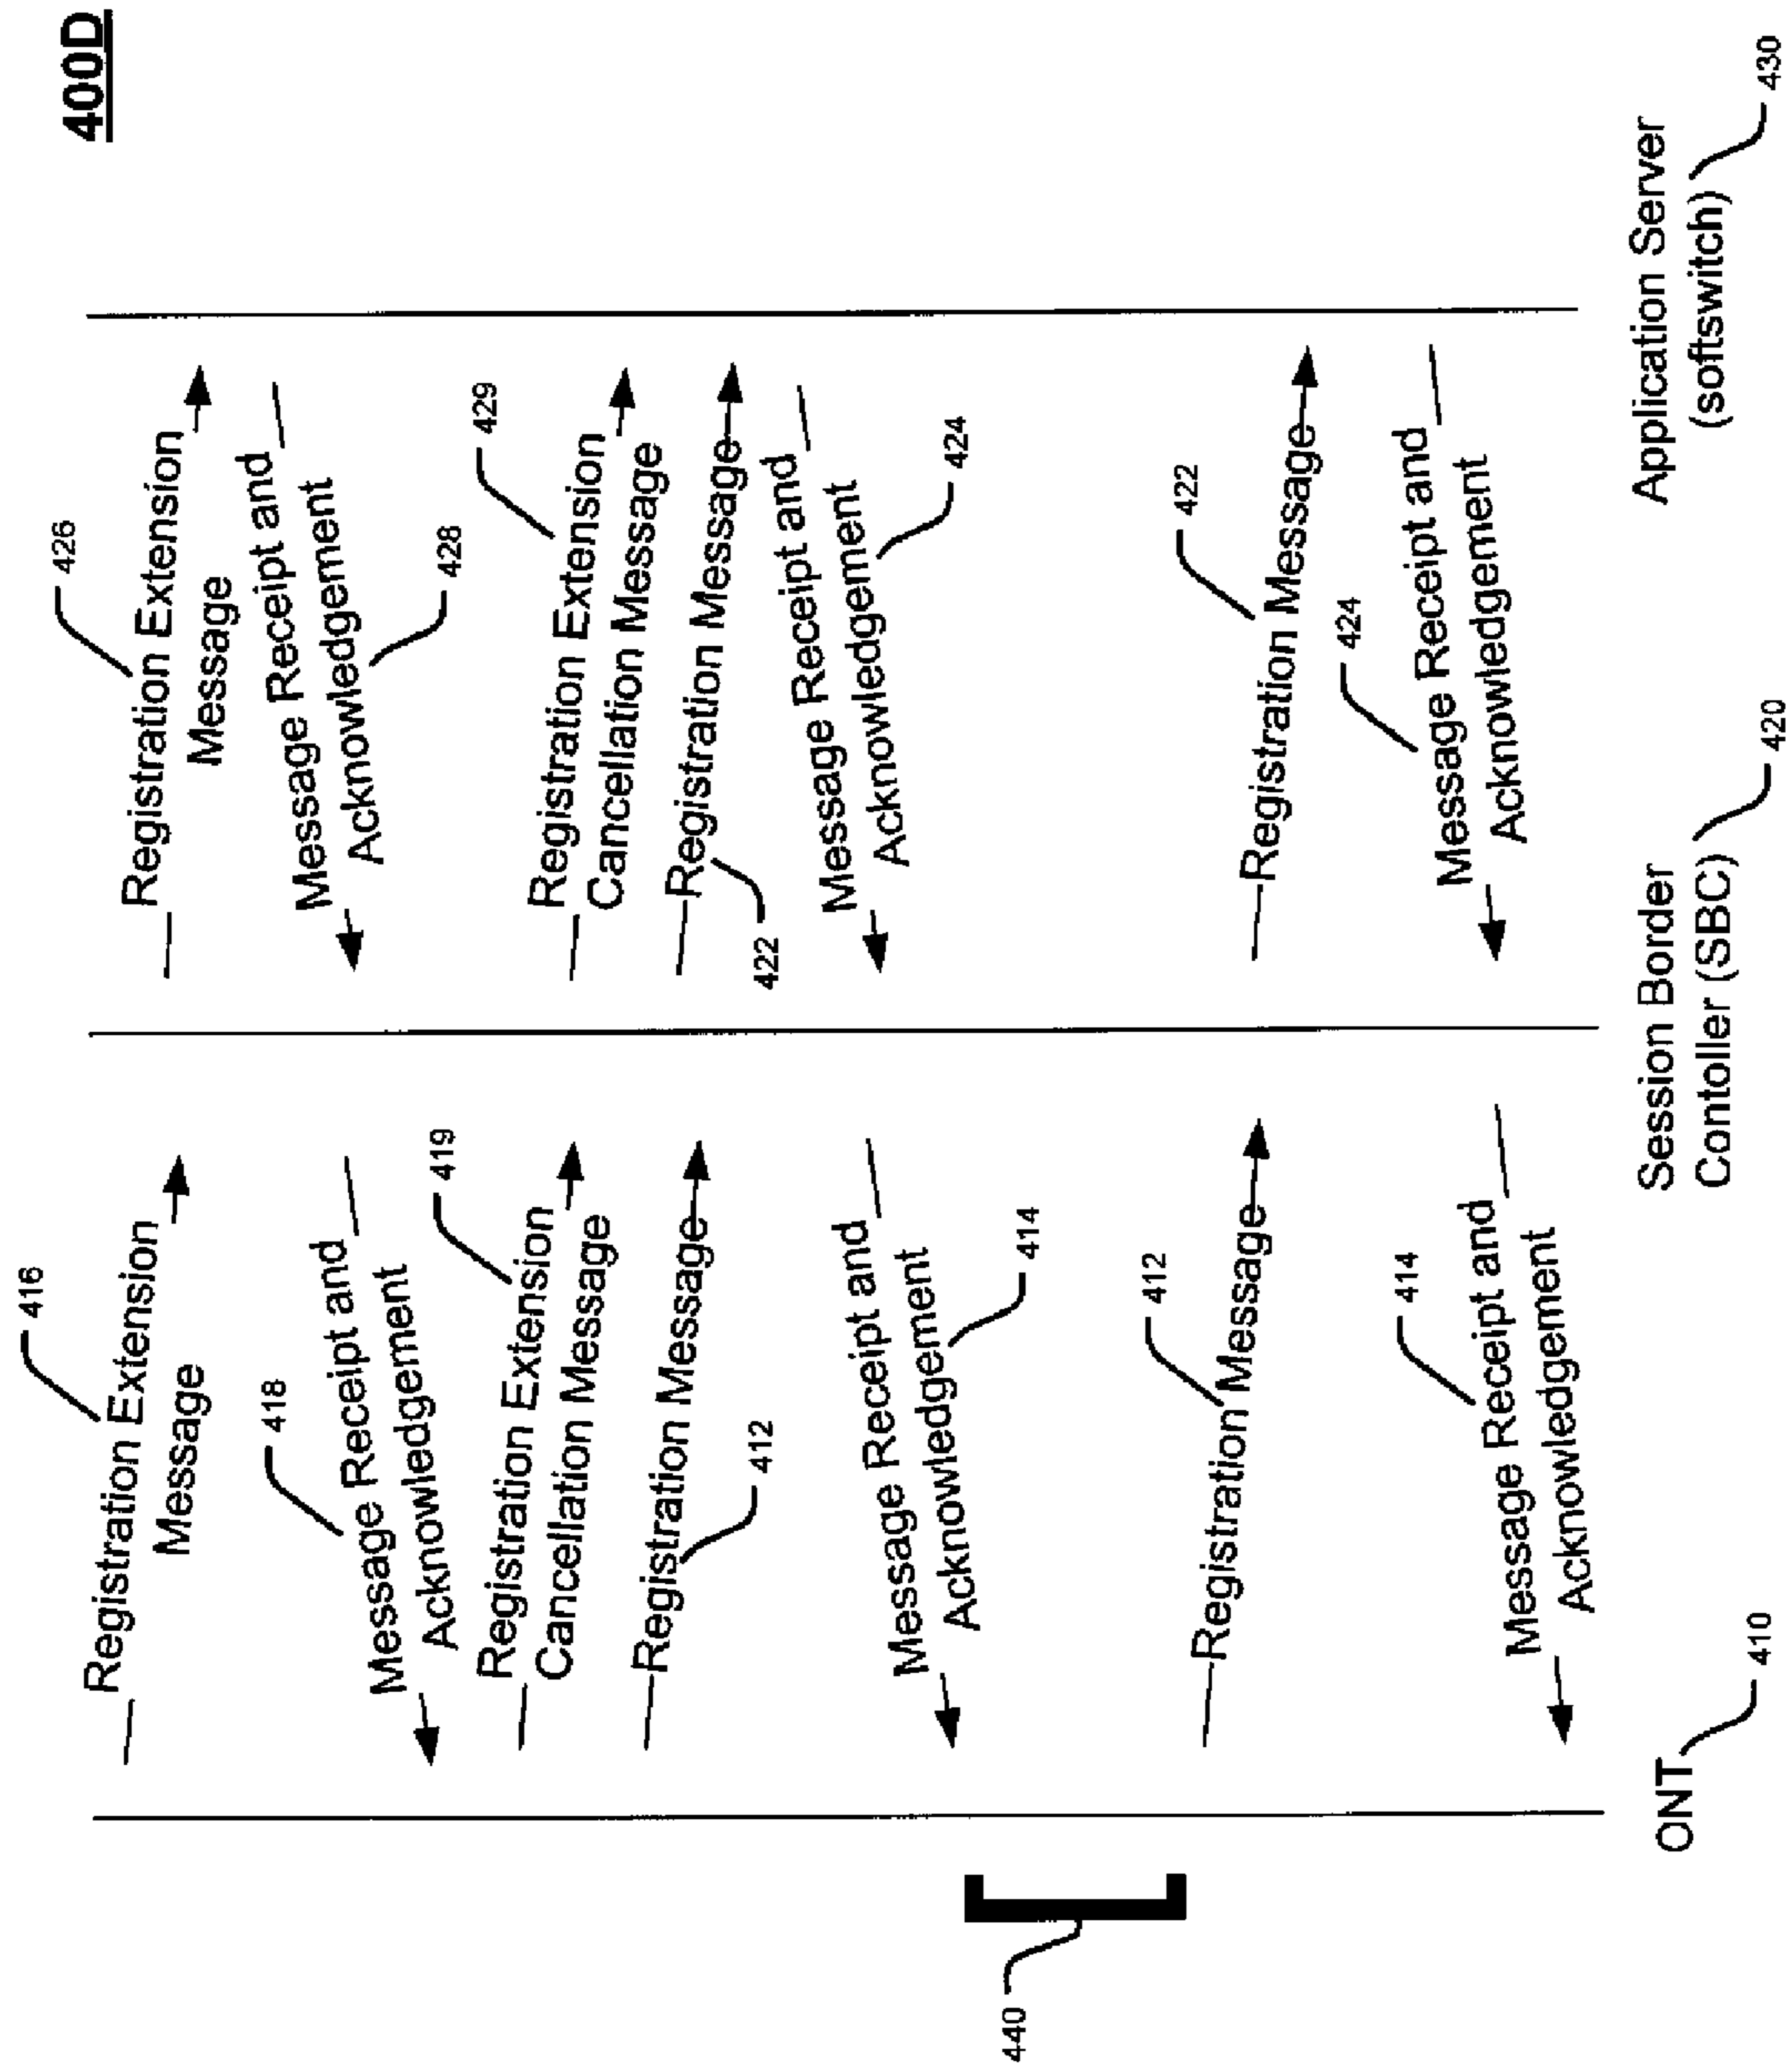 400D
416
Registration Extension
Message
426
Registration Extension
Message
Message Receipt and
Acknowledgement
428
418
Message Receipt and
Acknowledgement
419
Registration Extension
Cancellation Message
429
Registration Extension
Cancellation Message
Registration Message
412
Registration Message
422
Message Receipt and
Acknowledgement
424
Message Receipt and
Acknowledgement
414
440
412
Registration Message
422
Registration Message
424
Message Receipt and
Acknowledgement
414
Message Receipt and
Acknowledgement
ONT
410
Session Border
Contoller (SBC)
420
Application Server
(softswitch)
430